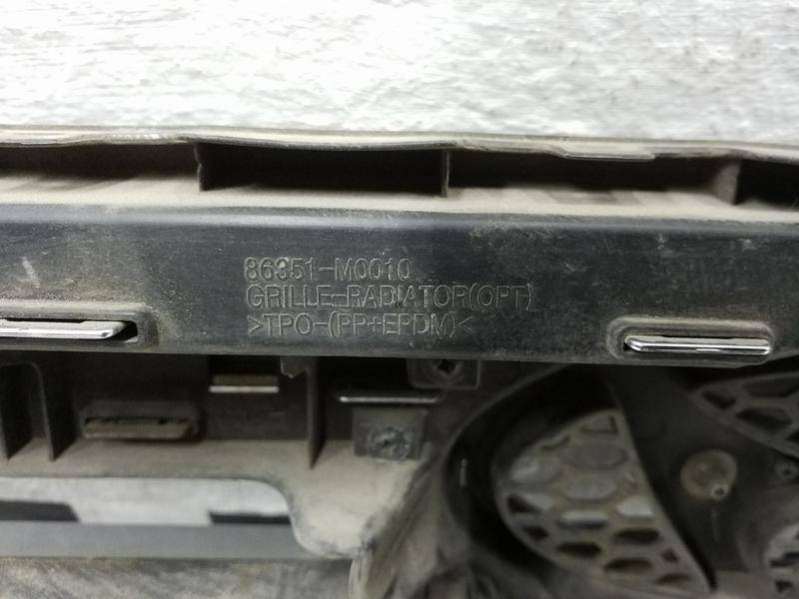 86351-M0010
GRILLE-RADIATOR(OPT)
>TPO-(PP+EPDM)<